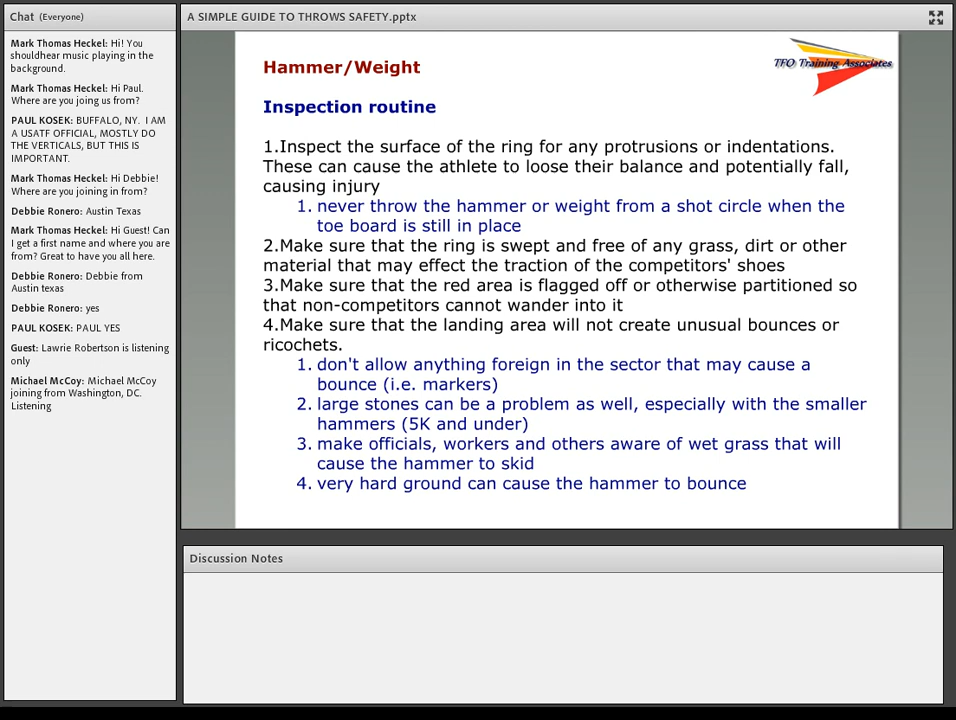 Chat (Everyone)
Mark Thomas Heckel: Hi! You
shouldhear music playing in the
background.
Mark Thomas Heckel: Hi Paul.
Where are you joing us from?
PAUL KOSEK: BUFFALO, NY. I AM
A USATF OFFICIAL, MOSTLY DO
THE VERTICALS, BUT THIS IS
IMPORTANT.
Mark Thomas Heckel: Hi Debbie!
Where are you joining in from?
Debbie Ronero: Austin Texas
Mark Thomas Heckel: Hi Guest! Can
I get a first name and where you are
from? Great to have you all here.
Debbie Ronero: Debbie from
Austin texas
Debbie Ronero: yes
PAUL KOSEK: PAUL YES
Guest: Lawrie Robertson is listening
only
Michael McCoy: Michael McCoy
joining from Washington, DC.
Listening
A SIMPLE GUIDE TO THROWS SAFETY.pptx
TFO Training Associates
Hammer/Weight
Inspection routine
1.Inspect the surface of the ring for any protrusions or indentations.
These can cause the athlete to loose their balance and potentially fall,
causing injury
1. never throw the hammer or weight from a shot circle when the
toe board is still in place
2.Make sure that the ring is swept and free of any grass, dirt or other
material that may effect the traction of the competitors' shoes
3.Make sure that the red area is flagged off or otherwise partitioned so
that non-competitors cannot wander into it
4.Make sure that the landing area will not create unusual bounces or
ricochets.
1. don't allow anything foreign in the sector that may cause a
bounce (i.e. markers)
2. large stones can be a problem as well, especially with the smaller
hammers (5K and under)
3. make officials, workers and others aware of wet grass that will
cause the hammer to skid
4. very hard ground can cause the hammer to bounce
Discussion Notes